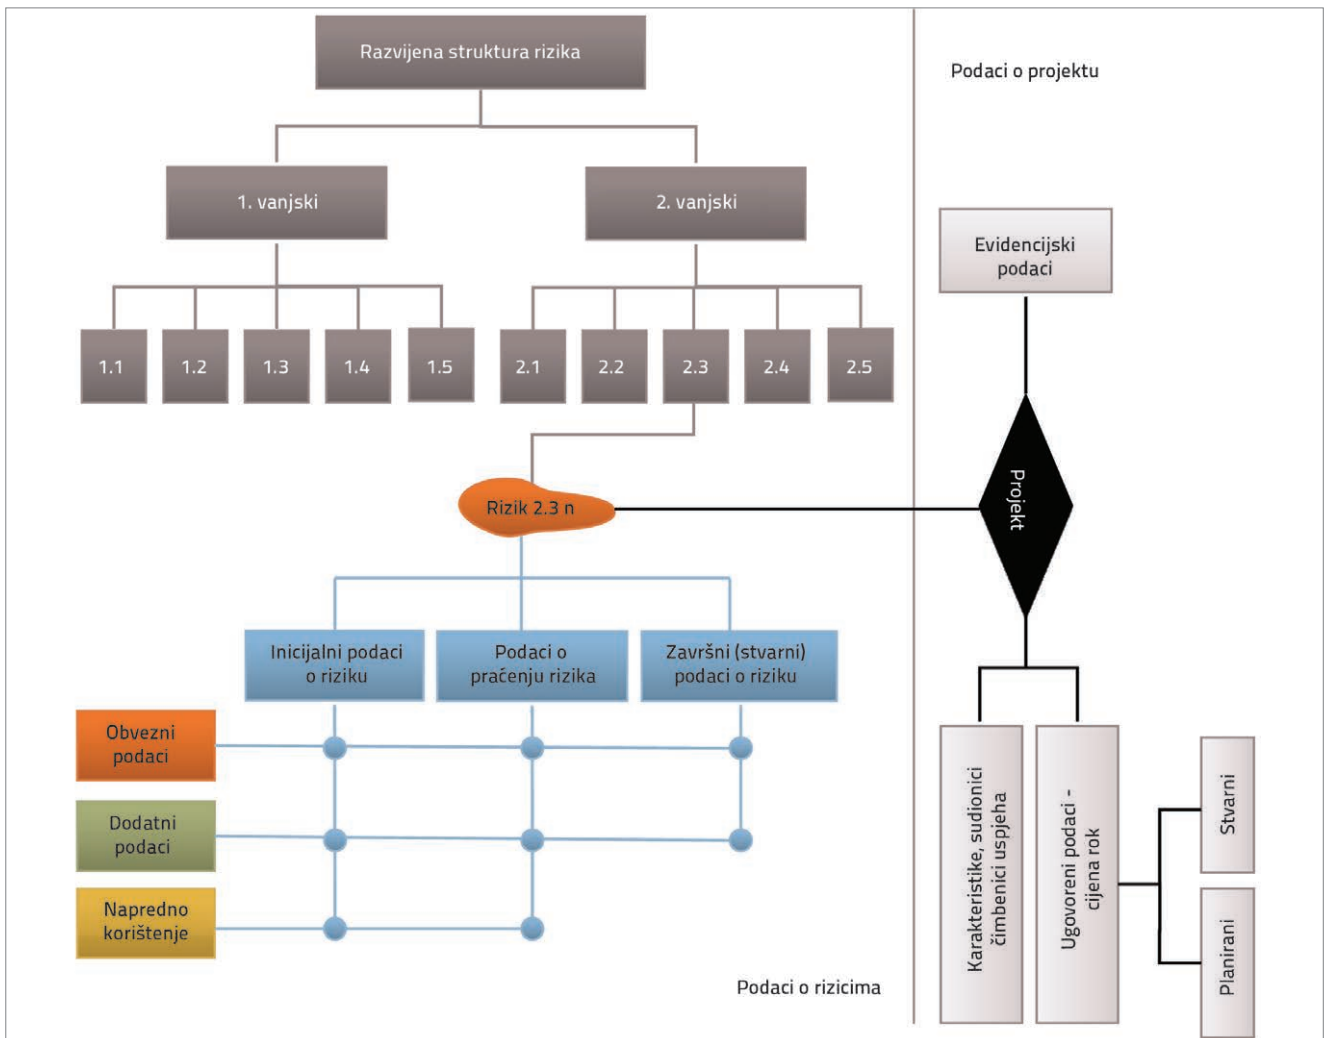 Razvijena struktura rizika
Podaci o projektu
1. vanjski
2. vanjski
Evidencijski
podaci
1.1
1.2
1.3
1.4
1.5
2.1
2.2
2.3
2.4
2.5
Projekt
Rizik 2.3 n
Inicijalni podaci
o riziku
Podaci o
praćenju rizika
Završni (stvarni)
podaci o riziku
Obvezni
podaci
Dodatni
podaci
Napredno
korištenje
Karakteristike, sudionici
čimbenici uspjeha
Ugovoreni podaci -
cijena rok
Stvarni
Planirani
Podaci o rizicima